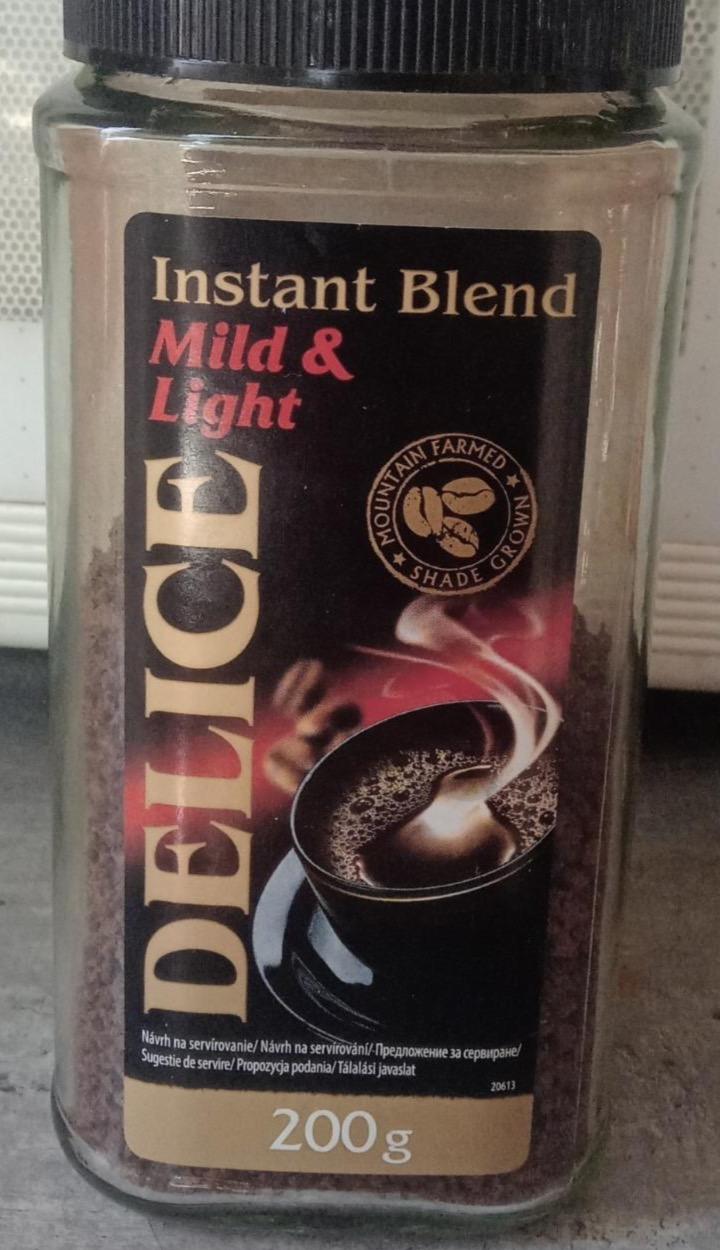 Instant Blend
Mild &
Light
DELICE
MOUNTAIN FARMED ★ SHADE GROWN ★
Návrh na servírovanie/ Návrh na servírování/ Предложение за сервиране/
Sugestie de servire/ Propozycja podania/ Tálalási javaslat
20613
200 g